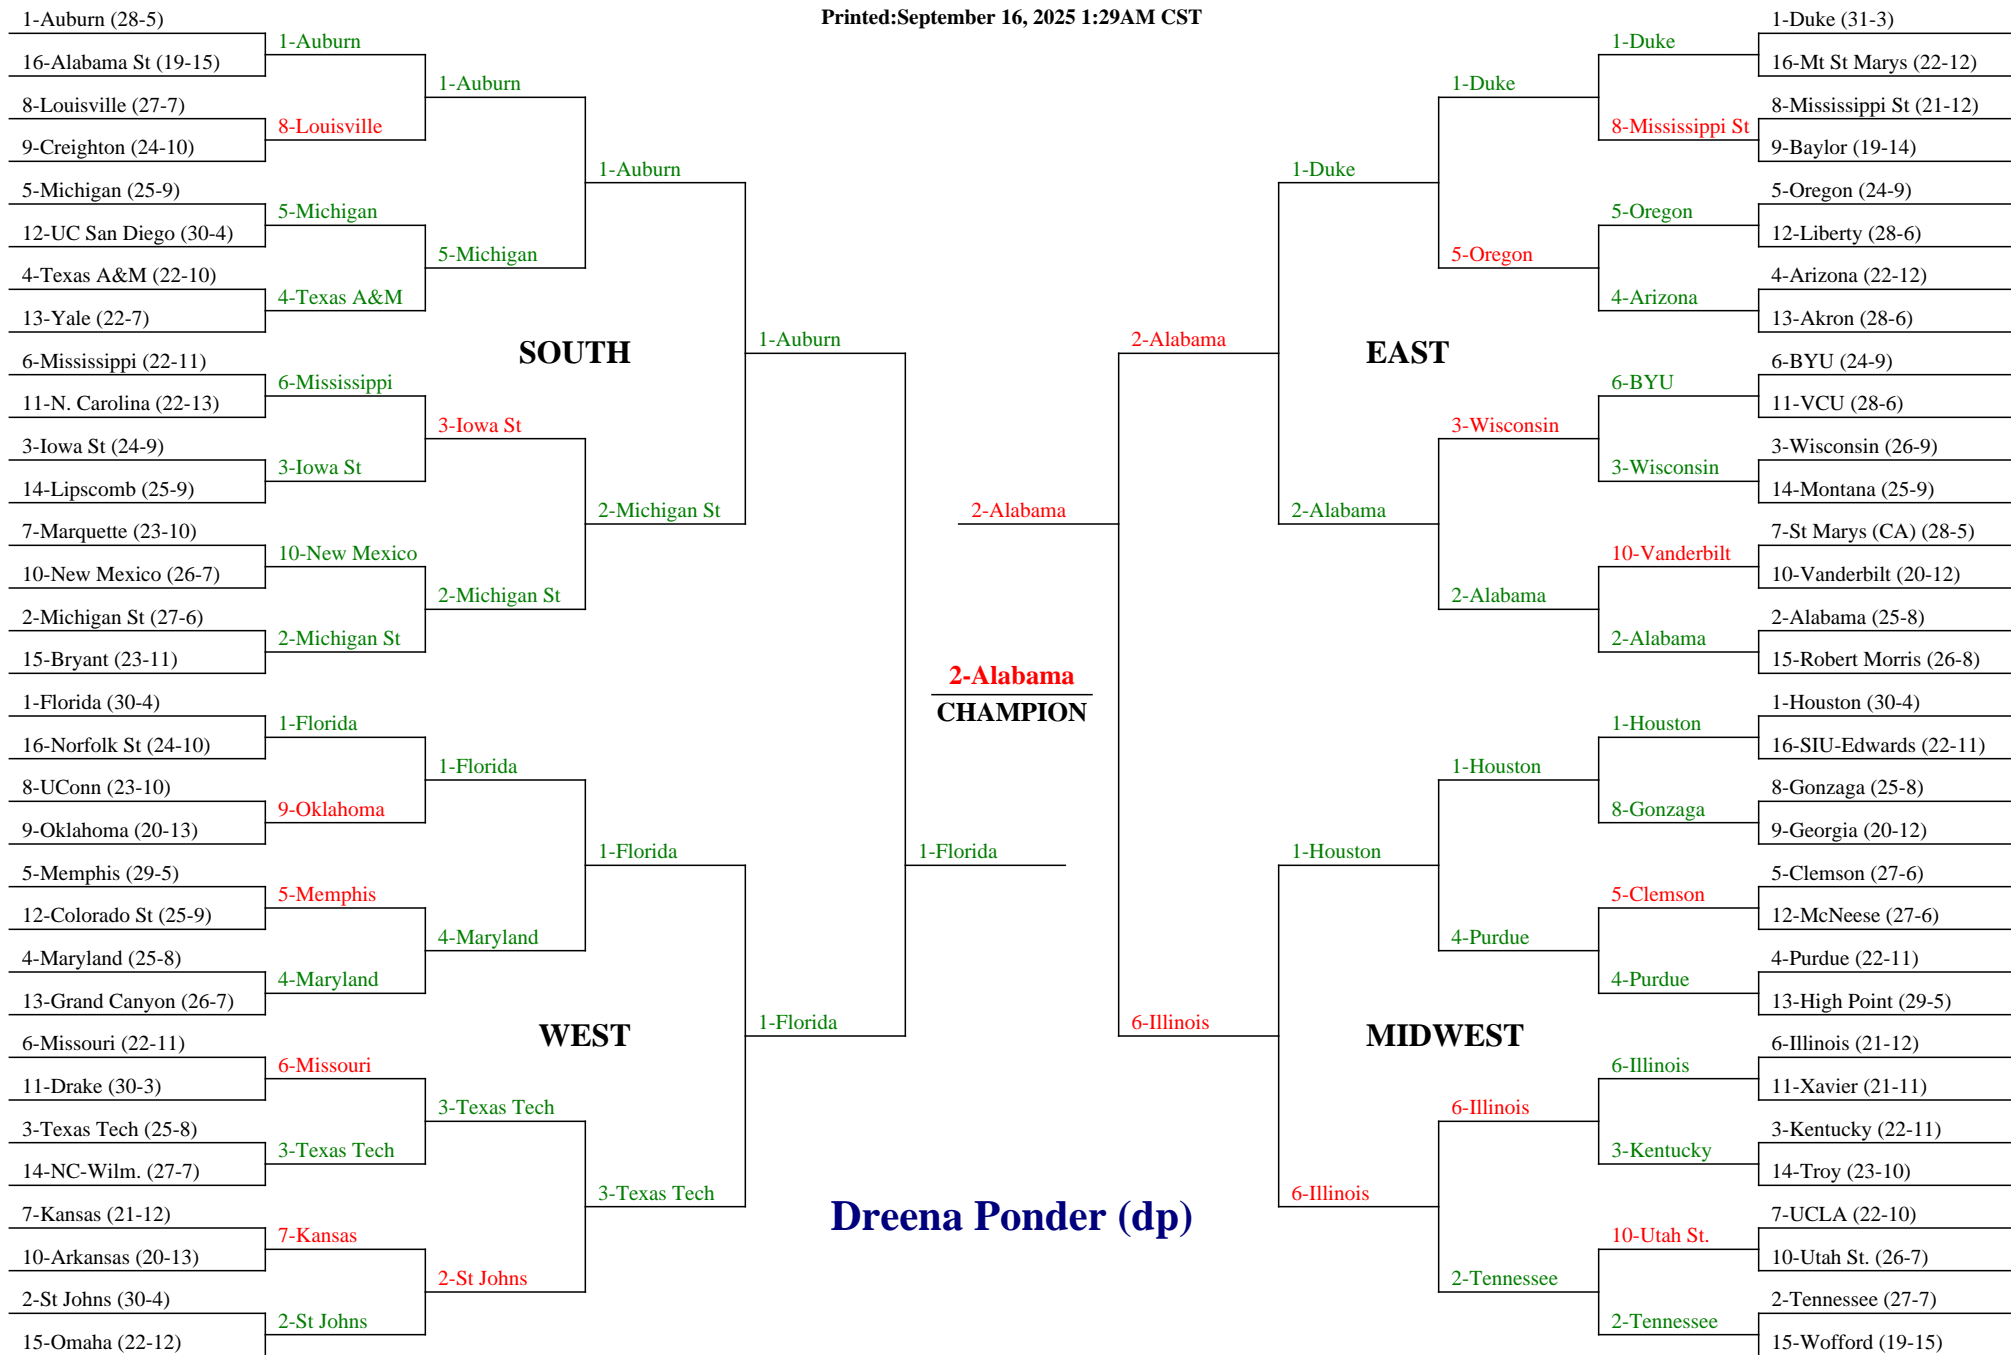 Printed:September 16, 2025 1:29AM CST
1-Auburn (28-5)
16-Alabama St (19-15)
8-Louisville (27-7)
9-Creighton (24-10)
5-Michigan (25-9)
12-UC San Diego (30-4)
4-Texas A&M (22-10)
13-Yale (22-7)
6-Mississippi (22-11)
11-N. Carolina (22-13)
3-Iowa St (24-9)
14-Lipscomb (25-9)
7-Marquette (23-10)
10-New Mexico (26-7)
2-Michigan St (27-6)
15-Bryant (23-11)
1-Florida (30-4)
16-Norfolk St (24-10)
8-UConn (23-10)
9-Oklahoma (20-13)
5-Memphis (29-5)
12-Colorado St (25-9)
4-Maryland (25-8)
13-Grand Canyon (26-7)
6-Missouri (22-11)
11-Drake (30-3)
3-Texas Tech (25-8)
14-NC-Wilm. (27-7)
7-Kansas (21-12)
10-Arkansas (20-13)
2-St Johns (30-4)
15-Omaha (22-12)
1-Auburn
8-Louisville
5-Michigan
4-Texas A&M
6-Mississippi
3-Iowa St
10-New Mexico
2-Michigan St
1-Florida
9-Oklahoma
5-Memphis
4-Maryland
6-Missouri
3-Texas Tech
7-Kansas
2-St Johns
1-Auburn
5-Michigan
3-Iowa St
2-Michigan St
1-Florida
4-Maryland
3-Texas Tech
2-St Johns
SOUTH
WEST
1-Auburn
2-Michigan St
1-Florida
3-Texas Tech
1-Auburn
1-Florida
1-Florida
2-Alabama
2-Alabama
CHAMPION
Dreena Ponder (dp)
2-Alabama
6-Illinois
1-Duke
2-Alabama
1-Houston
6-Illinois
EAST
MIDWEST
1-Duke
5-Oregon
3-Wisconsin
2-Alabama
1-Houston
4-Purdue
6-Illinois
2-Tennessee
1-Duke
8-Mississippi St
5-Oregon
4-Arizona
6-BYU
3-Wisconsin
10-Vanderbilt
2-Alabama
1-Houston
8-Gonzaga
5-Clemson
4-Purdue
6-Illinois
3-Kentucky
10-Utah St.
2-Tennessee
1-Duke (31-3)
16-Mt St Marys (22-12)
8-Mississippi St (21-12)
9-Baylor (19-14)
5-Oregon (24-9)
12-Liberty (28-6)
4-Arizona (22-12)
13-Akron (28-6)
6-BYU (24-9)
11-VCU (28-6)
3-Wisconsin (26-9)
14-Montana (25-9)
7-St Marys (CA) (28-5)
10-Vanderbilt (20-12)
2-Alabama (25-8)
15-Robert Morris (26-8)
1-Houston (30-4)
16-SIU-Edwards (22-11)
8-Gonzaga (25-8)
9-Georgia (20-12)
5-Clemson (27-6)
12-McNeese (27-6)
4-Purdue (22-11)
13-High Point (29-5)
6-Illinois (21-12)
11-Xavier (21-11)
3-Kentucky (22-11)
14-Troy (23-10)
7-UCLA (22-10)
10-Utah St. (26-7)
2-Tennessee (27-7)
15-Wofford (19-15)